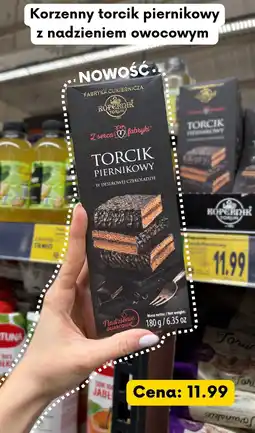 Korzenny torcik piernikowy
z nadzieniem owocowym
NOWOŚĆ
FABRYKA CUKIERNICZA
KOPERNIK
Z serca fabryki
TORCIK
PIERNIKOWY
W DESEROWEJ CZEKOLADZIE
180 g / 6.35 oz
TORCIK
PIERNIKOWY
KOPERNIK
11.99
Cena: 11.99